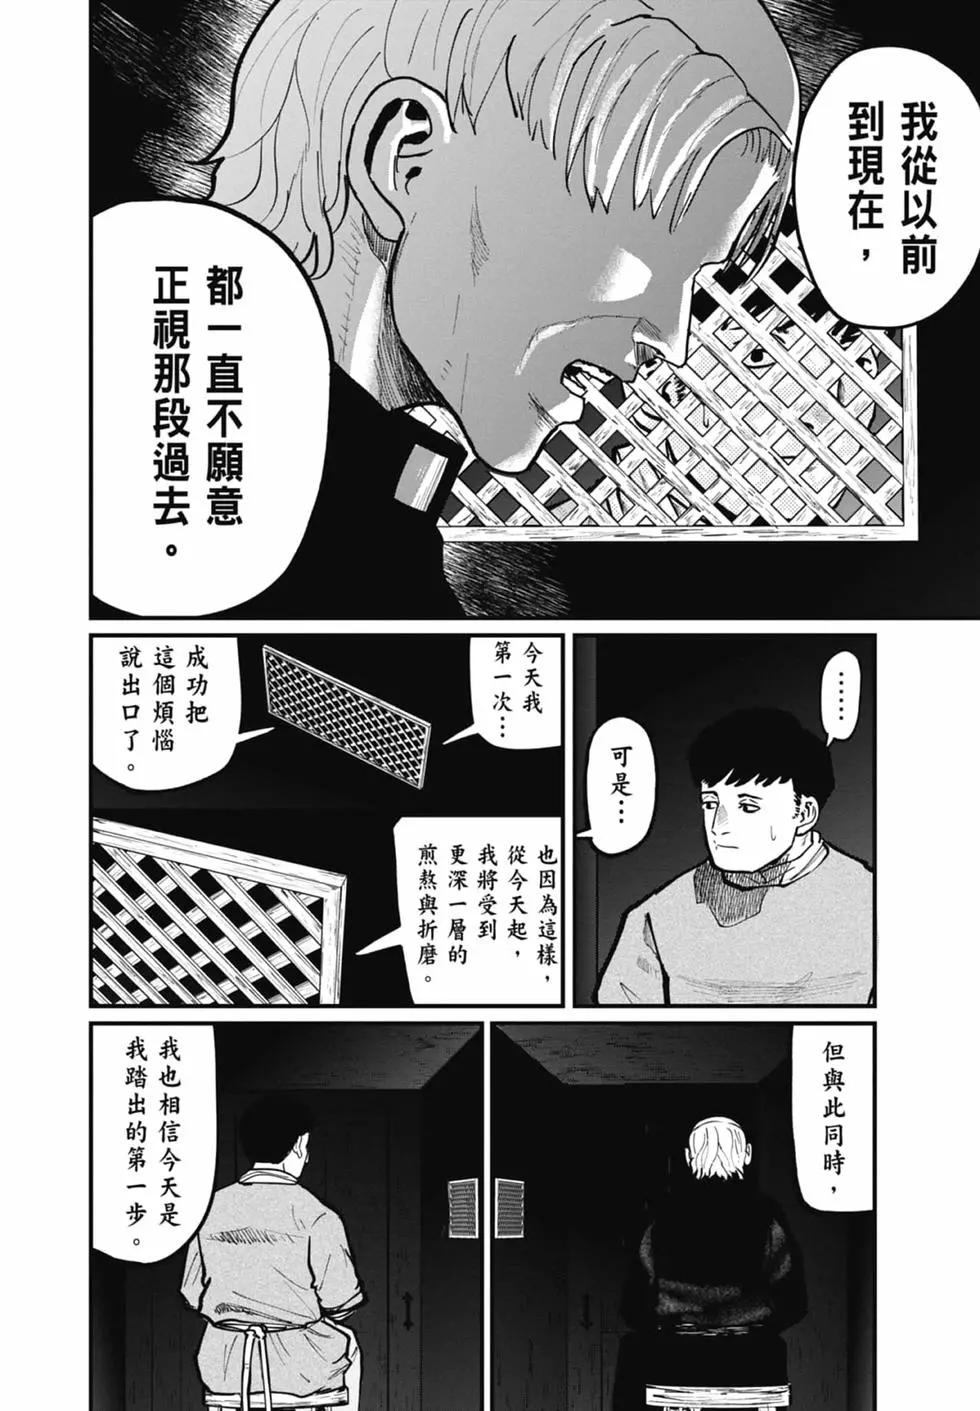 我從以前
到現在，
都一直不願意
正視那段過去。
……
可是…
今天我
第一次…
成功把
這個煩惱
說出口了。
也因為這樣，
從今天起，
我將受到
更深一層的
煎熬與折磨。
但與此同時，
我也相信今天是
我踏出的第一步。